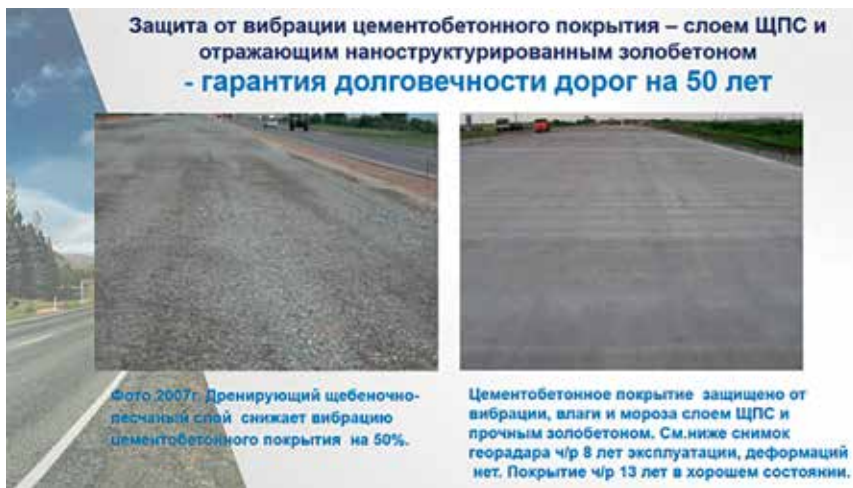 Защита от вибрации цементобетонного покрытия – слоем ЩПС и
отражающим наноструктурированным золобетоном
- гарантия долговечности дорог на 50 лет
Фото 2007г. Дренирующий щебеночно-
песчаный слой снижает вибрацию
цементобетонного покрытия на 50%.
Цементобетонное покрытие защищено от
вибрации, влаги и мороза слоем ЩПС и
прочным золобетоном. См.ниже снимок
георадара ч/р 8 лет эксплуатации, деформаций
нет. Покрытие ч/р 13 лет в хорошем состоянии.